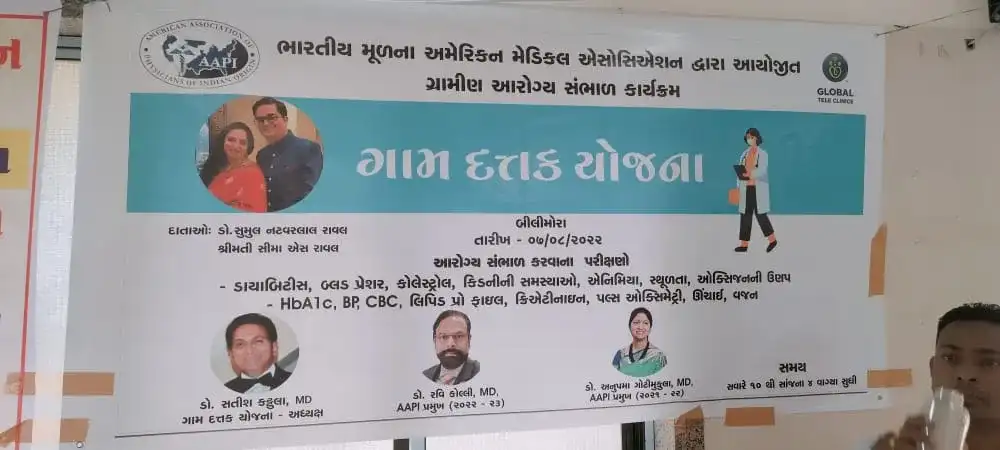 AMERICAN ASSOCIATION OF
PHYSICIANS OF INDIAN ORIGIN
AAPI
ભારતીય મૂળના અમેરિકન મેડિકલ એસોસિએશન દ્વારા આયોજીત
ગ્રામીણ આરોગ્ય સંભાળ કાર્યક્રમ
GLOBAL
TELE CLINICS
ગામ દત્તક યોજના
દાતાઓઃ ડો.સુમુલ નટવરલાલ રાવલ
શ્રીમતી સીમા એસ રાવલ
બીલીમોરા
તારીખ - ૦૭/૦૮/૨૦૨૨
આરોગ્ય સંભાળ કરવાના પરીક્ષણો
- ડાયાબિટીસ, બ્લડ પ્રેશર, કોલેસ્ટ્રોલ, કિડનીની સમસ્યાઓ, એનિમિયા, સ્થૂળતા, ઓક્સિજનની ઉણપ
- HbA1c, BP, CBC, લિપિડ પ્રો ફાઇલ, ક્રિએટીનાઇન, પલ્સ ઓક્સિમેટ્રી, ઊંચાઈ, વજન
ડો. સતીશ કટ્ટુલા, MD
ગામ દત્તક યોજના - અધ્યક્ષ
ડો. રવિ કોલ્લી, MD,
AAPI પ્રમુખ (૨૦૨૨ - ૨૩)
ડો. અનુપમા ગોટીમુકુલા, MD,
AAPI પ્રમુખ (૨૦૨૧ - ૨૨)
સમય
સવારે ૧૦ થી સાંજના ૪ વાગ્યા સુધી